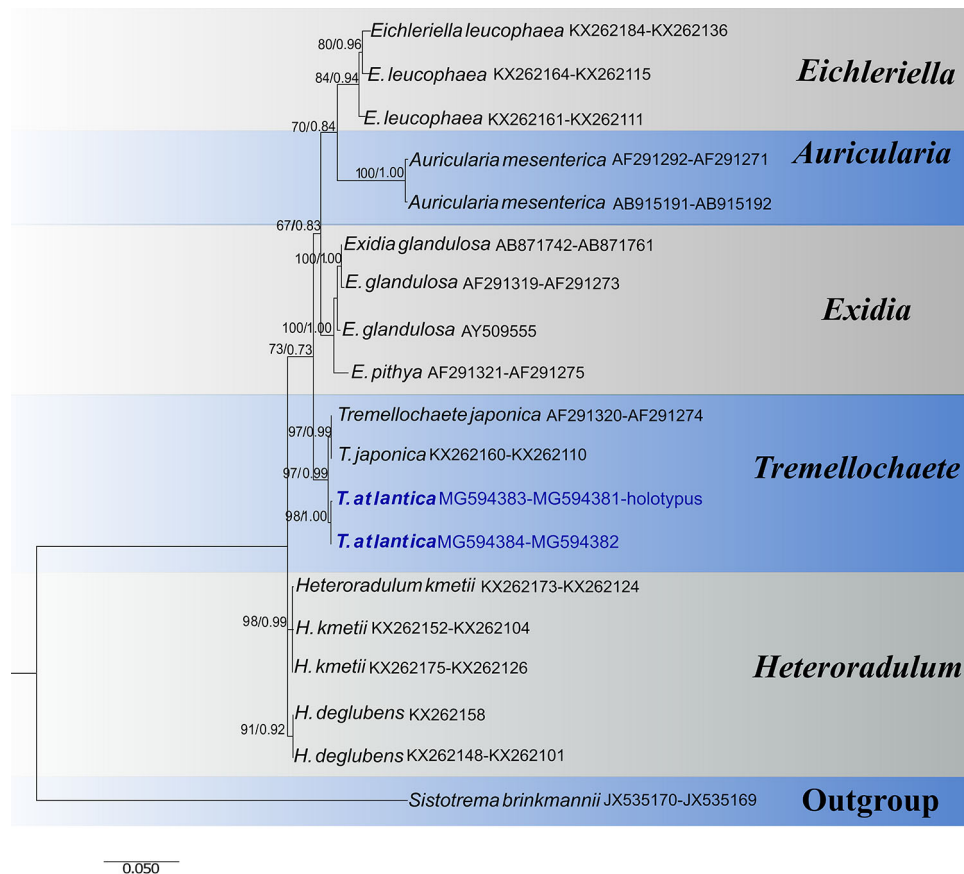 Eichleriella leucophaea KX262184-KX262136
80/0.96
E. leucophaea KX262164-KX262115
Eichleriella
84/0.94
E. leucophaea KX262161-KX262111
70/0.84
Auricularia mesenterica AF291292-AF291271
Auricularia
100/1.00
Auricularia mesenterica AB915191-AB915192
67/0.83
Exidia glandulosa AB871742-AB871761
100/1.00
E. glandulosa AF291319-AF291273
Exidia
100/1.00
E. glandulosa AY509555
73/0.73
E. pithya AF291321-AF291275
Tremellochaete japonica AF291320-AF291274
97/0.99
T. japonica KX262160-KX262110
Tremellochaete
97/0.99
T. atlantica MG594383-MG594381-holotypus
98/1.00
T. atlantica MG594384-MG594382
Heteroradulum kmetii KX262173-KX262124
98/0.99
H. kmetii KX262152-KX262104
H. kmetii KX262175-KX262126
Heteroradulum
H. deglubens KX262158
91/0.92
H. deglubens KX262148-KX262101
Sistotrema brinkmannii JX535170-JX535169
Outgroup
0.050